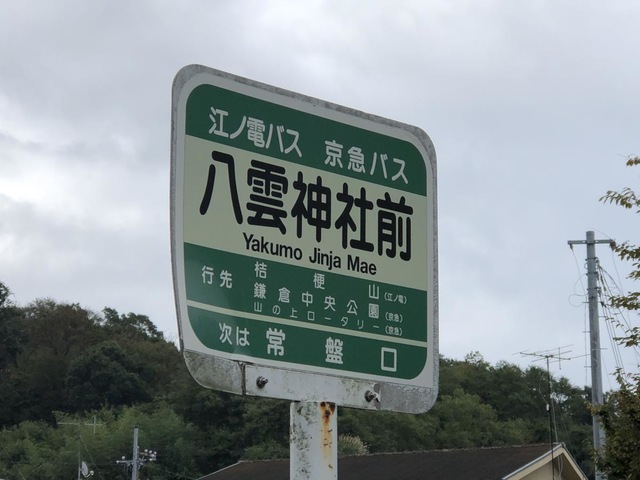 江ノ電バス 京急バス
八雲神社前
Yakumo Jinja Mae
行先 桔梗山(江ノ電)
鎌倉中央公園(京急)
山の上ロータリー(京急)
次は 常盤口